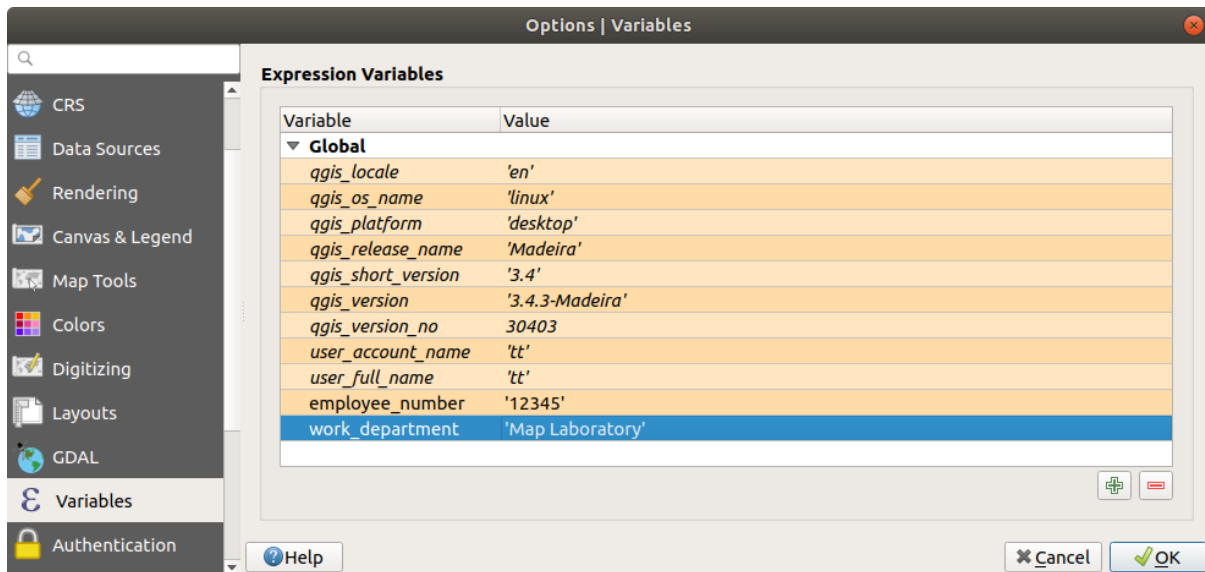 Options | Variables
CRS
Data Sources
Rendering
Canvas & Legend
Map Tools
Colors
Digitizing
Layouts
GDAL
Variables
Authentication
Expression Variables
Variable Value
Global
qgis_locale 'en'
qgis_os_name 'linux'
qgis_platform 'desktop'
qgis_release_name 'Madeira'
qgis_short_version '3.4'
qgis_version '3.4.3-Madeira'
qgis_version_no 30403
user_account_name 'tt'
user_full_name 'tt'
employee_number '12345'
work_department 'Map Laboratory'
Help Cancel OK